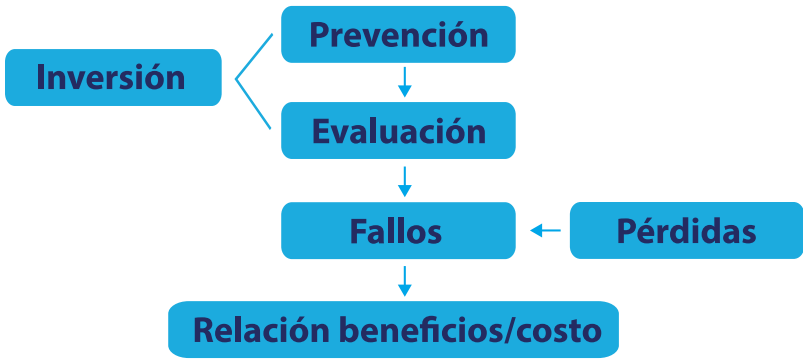 Prevención
Inversión
Evaluación
Fallos
Pérdidas
Relación beneficios/costo